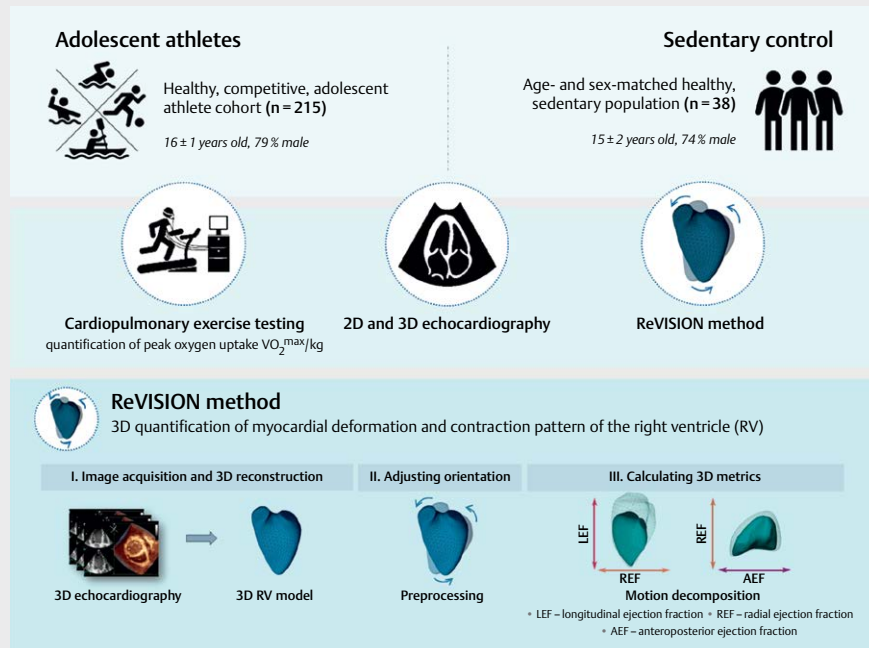 Adolescent athletes
Healthy, competitive, adolescent
athlete cohort (n = 215)
16 ± 1 years old, 79 % male
Sedentary control
Age- and sex-matched healthy,
sedentary population (n = 38)
15 ± 2 years old, 74 % male
Cardiopulmonary exercise testing
quantification of peak oxygen uptake VO₂ᵐᵃˣ/kg
2D and 3D echocardiography
ReVISION method
ReVISION method
3D quantification of myocardial deformation and contraction pattern of the right ventricle (RV)
I. Image acquisition and 3D reconstruction
3D echocardiography
3D RV model
II. Adjusting orientation
Preprocessing
III. Calculating 3D metrics
LEF
REF
REF
AEF
Motion decomposition
• LEF – longitudinal ejection fraction • REF – radial ejection fraction
• AEF – anteroposterior ejection fraction